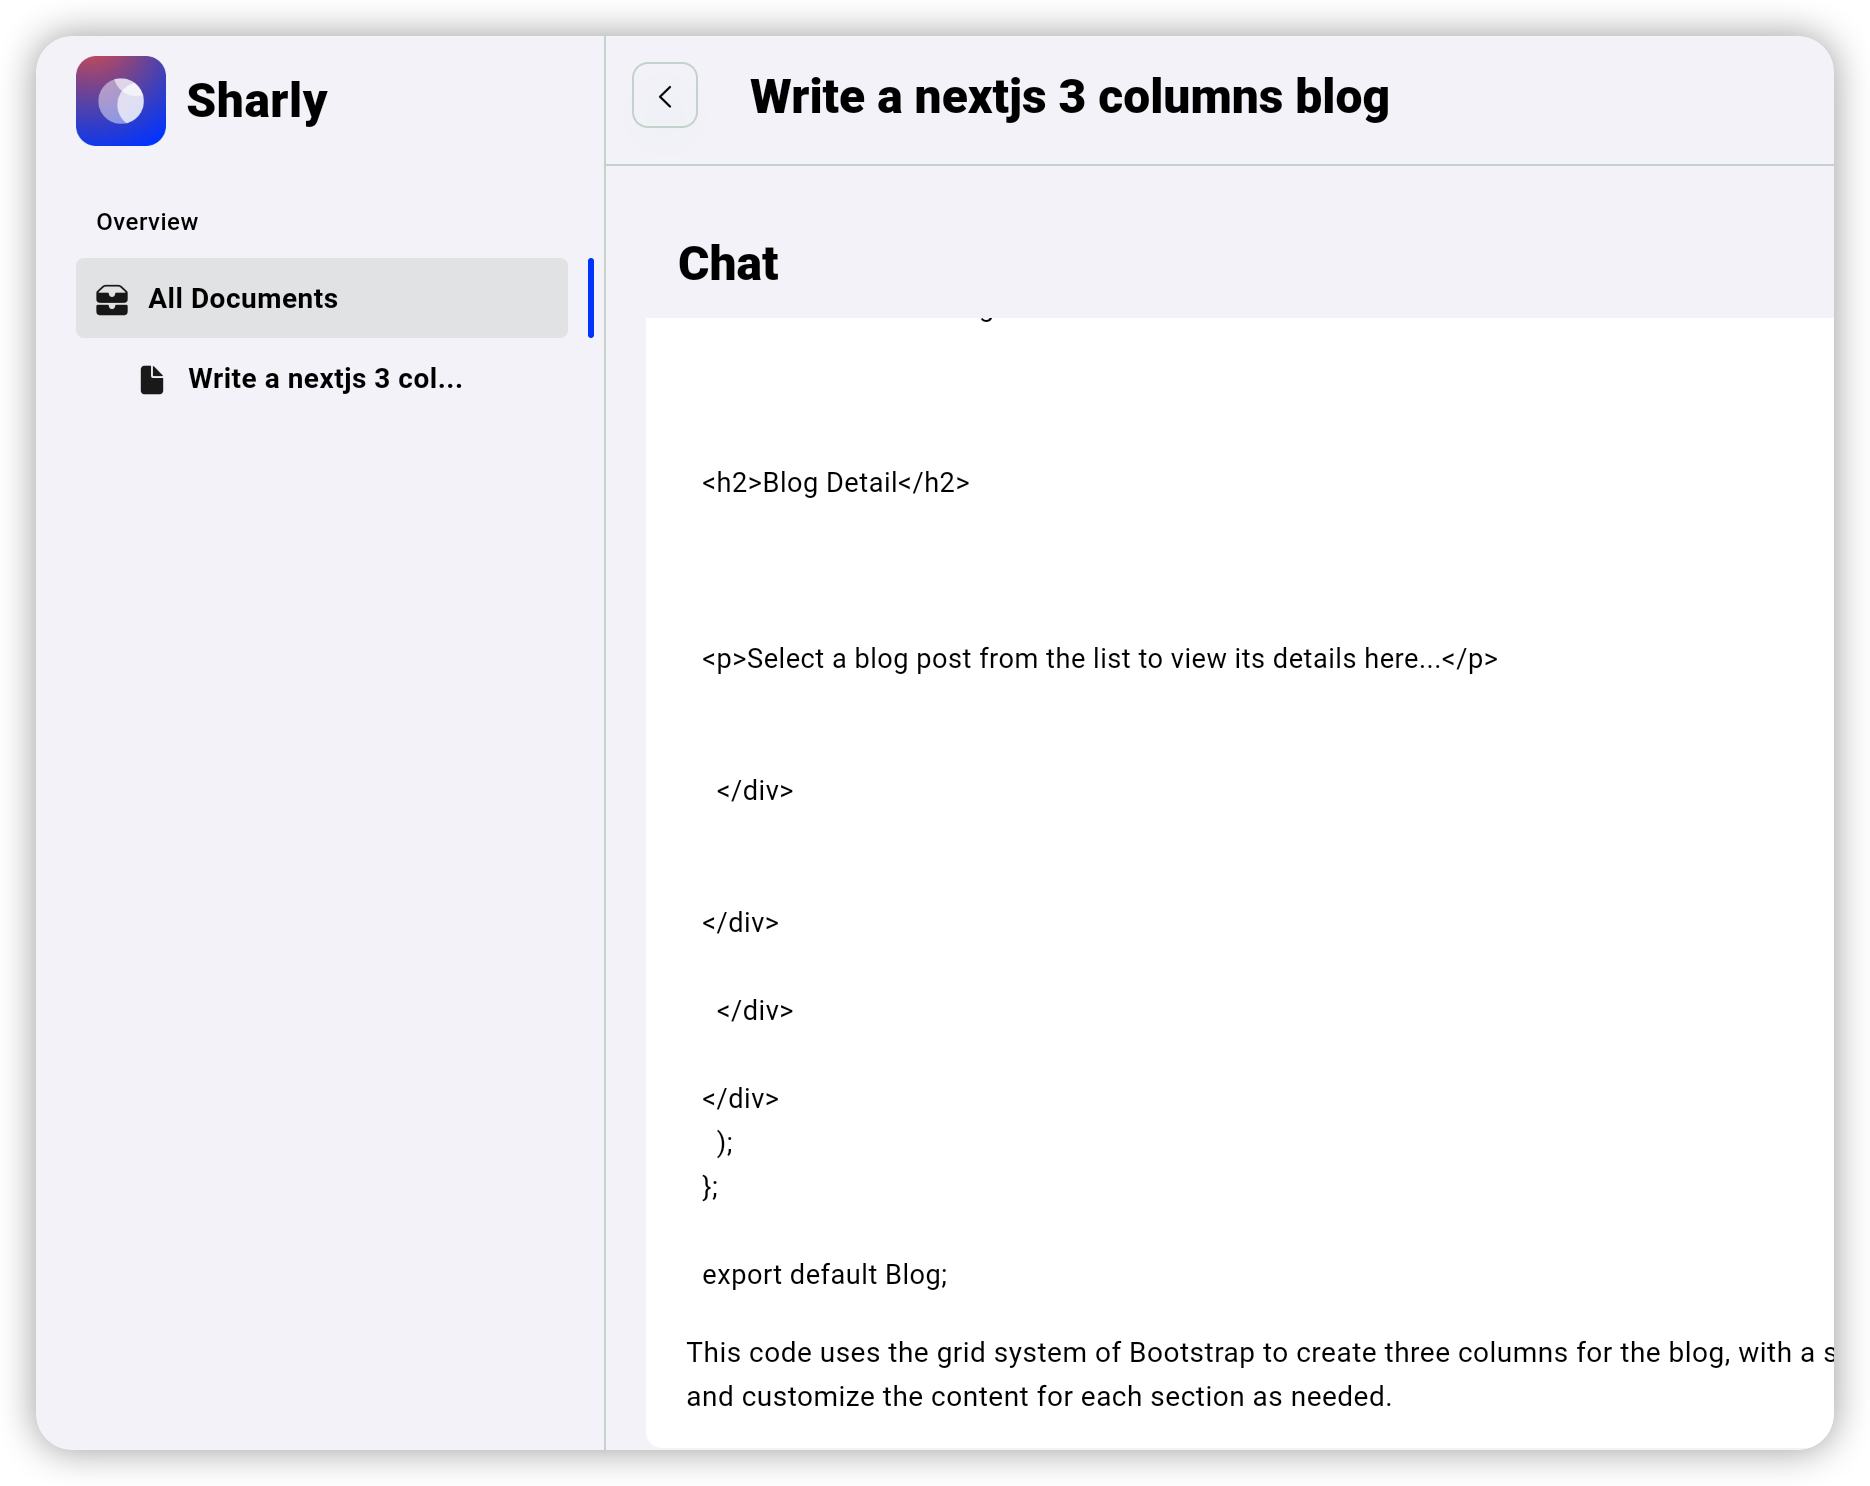 Sharly
Overview
All Documents
Write a nextjs 3 col...
Write a nextjs 3 columns blog
Chat
<h2>Blog Detail</h2>
<p>Select a blog post from the list to view its details here...</p>
</div>
</div>
</div>
</div>
);
};
export default Blog;
This code uses the grid system of Bootstrap to create three columns for the blog, with a
and customize the content for each section as needed.